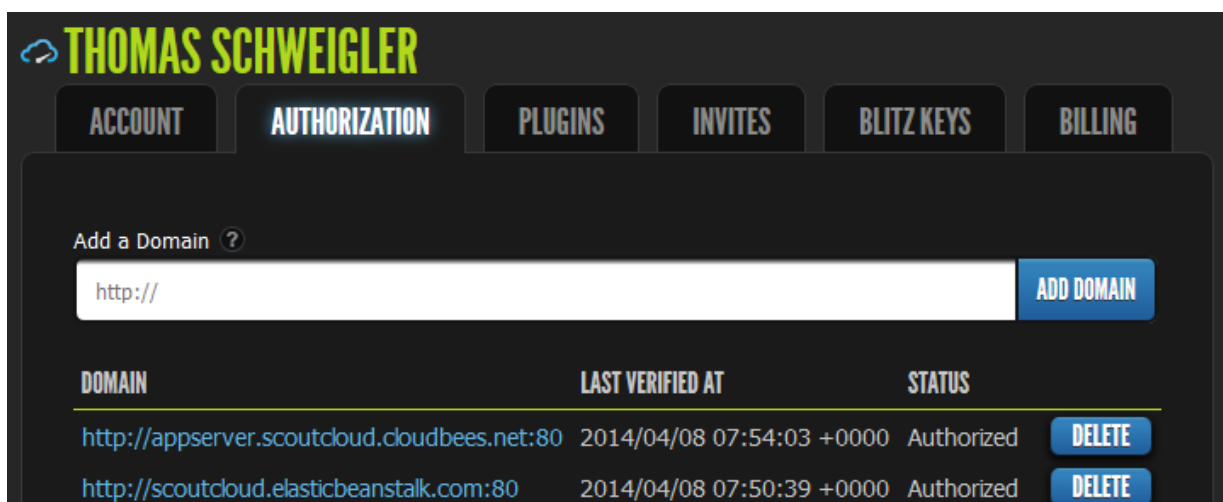 THOMAS SCHWEIGLER
ACCOUNT AUTHORIZATION PLUGINS INVITES BLITZ KEYS BILLING
Add a Domain ?
http:// ADD DOMAIN
DOMAIN LAST VERIFIED AT STATUS
http://appserver.scoutcloud.cloudbees.net:80 2014/04/08 07:54:03 +0000 Authorized DELETE
http://scoutcloud.elasticbeanstalk.com:80 2014/04/08 07:50:39 +0000 Authorized DELETE